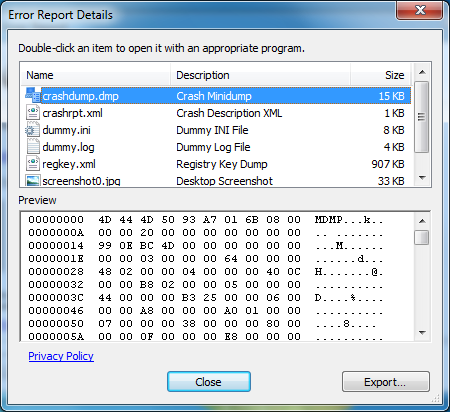 Error Report Details
Double-click an item to open it with an appropriate program.
Name Description Size
crashdump.dmp Crash Minidump 15 KB
crashrpt.xml Crash Description XML 1 KB
dummy.ini Dummy INI File 8 KB
dummy.log Dummy Log File 4 KB
regkey.xml Registry Key Dump 907 KB
screenshot0.jpg Desktop Screenshot 33 KB
Preview
00000000 4D 44 4D 50 93 A7 01 6B 08 00 MDMP...k..
0000000A 00 00 20 00 00 00 00 00 00 00 .. .......
00000014 99 0E BC 4D 00 00 00 00 00 00 ...M......
0000001E 00 00 03 00 00 00 64 00 00 00 ......d...
00000028 48 02 00 00 04 00 00 00 40 0C H.......@.
00000032 00 00 B8 02 00 00 05 00 00 00 ..........
0000003C 44 00 00 00 B3 25 00 00 06 00 D....%....
00000046 00 00 A8 00 00 00 A0 01 00 00 ..........
00000050 07 00 00 00 38 00 00 00 80 00 ....8.....
0000005A 00 00 0F 00 00 00 E8 00 00 00 ..........
Privacy Policy
Close Export...